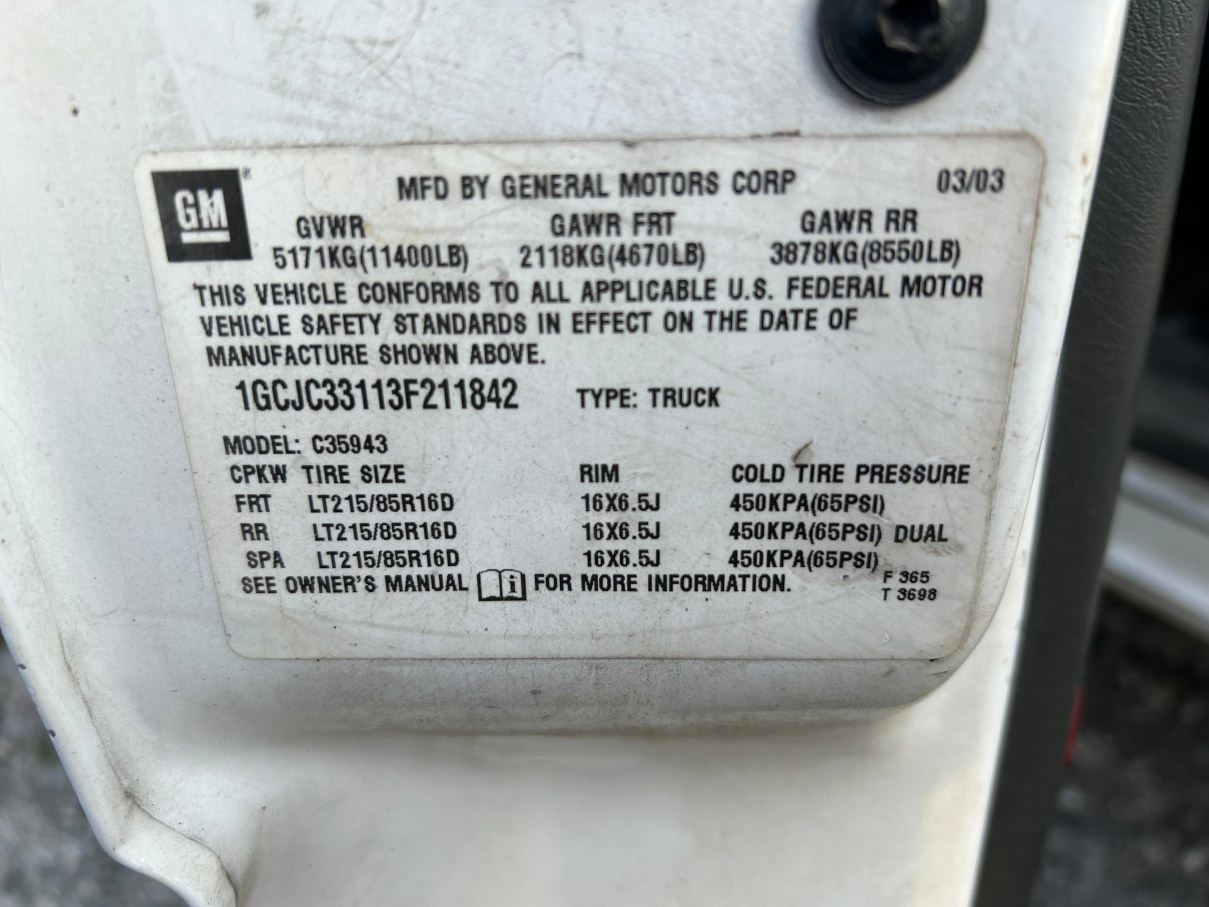 GM ® MFD BY GENERAL MOTORS CORP 03/03
GVWR GAWR FRT GAWR RR
5171KG(11400LB) 2118KG(4670LB) 3878KG(8550LB)
THIS VEHICLE CONFORMS TO ALL APPLICABLE U.S. FEDERAL MOTOR
VEHICLE SAFETY STANDARDS IN EFFECT ON THE DATE OF
MANUFACTURE SHOWN ABOVE.
1GCJC33113F211842 TYPE: TRUCK
MODEL: C35943
CPKW TIRE SIZE RIM COLD TIRE PRESSURE
FRT LT215/85R16D 16X6.5J 450KPA(65PSI)
RR LT215/85R16D 16X6.5J 450KPA(65PSI) DUAL
SPA LT215/85R16D 16X6.5J 450KPA(65PSI)
SEE OWNER'S MANUAL i FOR MORE INFORMATION.
F 365
T 3698